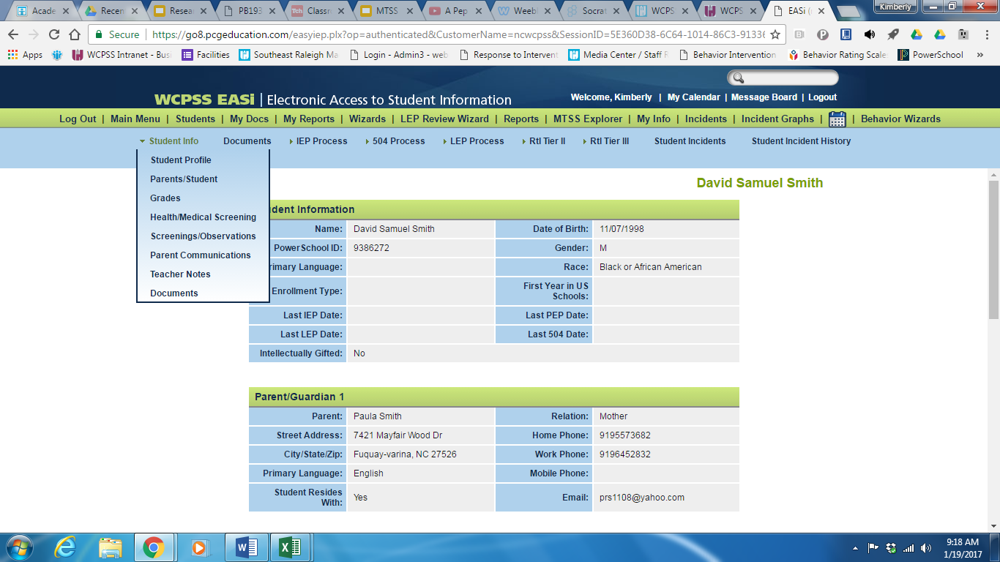 Acade
Recen
Resea
PB193
Tch Classr
MTSS
A Pep
Weeb
Socrat
WCPS
WCPS
EASi (
Kimberly
Secure | https://go8.pcgeducation.com/easyiep.plx?op=authenticated&CustomerName=ncwcpss&SessionID=5E360D38-6C64-1014-86C3-91336
Apps WCPSS Intranet - Busi Facilities Southeast Raleigh Ma Login - Admin3 - web Response to Intervent Media Center / Staff R Behavior Intervention Behavior Rating Scale PowerSchool »
WCPSS EASi | Electronic Access to Student Information
Welcome, Kimberly | My Calendar | Message Board | Logout
Log Out | Main Menu | Students | My Docs | My Reports | Wizards | LEP Review Wizard | Reports | MTSS Explorer | My Info | Incidents | Incident Graphs | | Behavior Wizards
Student Info Documents IEP Process 504 Process LEP Process RtI Tier II RtI Tier III Student Incidents Student Incident History
Student Profile
Parents/Student
Grades
Health/Medical Screening
Screenings/Observations
Parent Communications
Teacher Notes
Documents
David Samuel Smith
dent Information
Name: David Samuel Smith Date of Birth: 11/07/1998
PowerSchool ID: 9386272 Gender: M
rimary Language: Race: Black or African American
Enrollment Type: First Year in US
Schools:
Last IEP Date: Last PEP Date:
Last LEP Date: Last 504 Date:
Intellectually Gifted: No
Parent/Guardian 1
Parent: Paula Smith Relation: Mother
Street Address: 7421 Mayfair Wood Dr Home Phone: 9195573682
City/State/Zip: Fuquay-varina, NC 27526 Work Phone: 9196452832
Primary Language: English Mobile Phone:
Student Resides
With: Yes Email: prs1108@yahoo.com
9:18 AM
1/19/2017